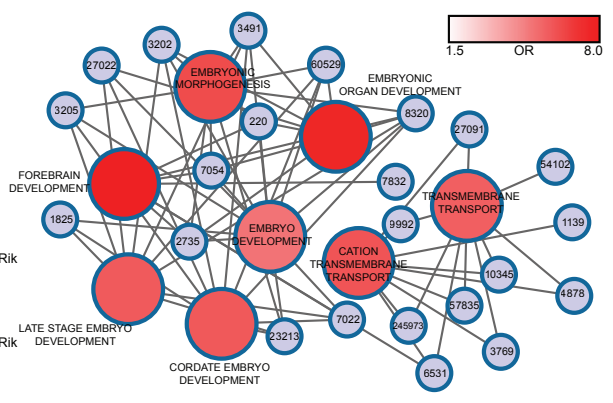 3491
3202
1.5 OR 8.0
27022
60529
EMBRYONIC
MORPHOGENESIS
EMBRYONIC
ORGAN DEVELOPMENT
3205
220
8320
27091
54102
7054
FOREBRAIN
DEVELOPMENT
7832
TRANSMEMBRANE
TRANSPORT
1825
9992
1139
2735
EMBRYO
DEVELOPMENT
Rik
CATION
TRANSMEMBRANE
TRANSPORT
10345
4878
57835
LATE STAGE EMBRYO
DEVELOPMENT
7022
245973
23213
Rik
3769
CORDATE EMBRYO
DEVELOPMENT
6531